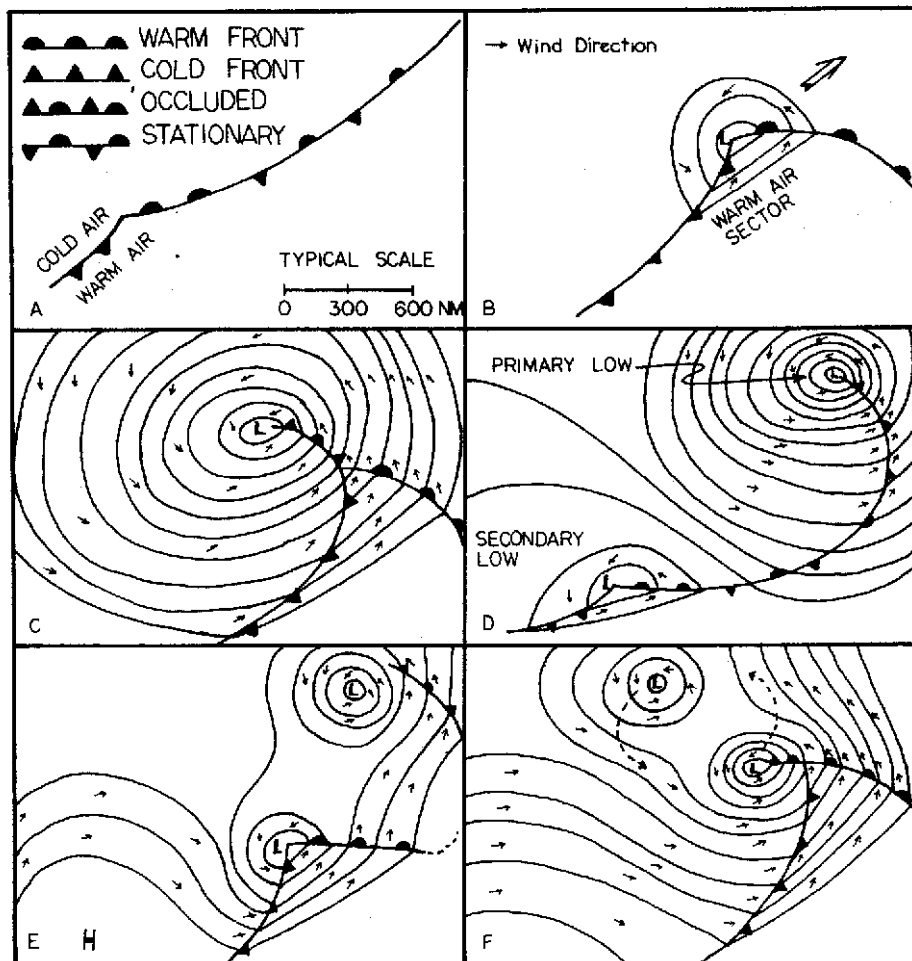 WARM FRONT
COLD FRONT
OCCLUDED
STATIONARY
COLD AIR
WARM AIR
TYPICAL SCALE
0 300 600 NM
A
→ Wind Direction
L
WARM AIR
SECTOR
B
L
C
PRIMARY LOW
L
SECONDARY
LOW
L
D
L
L
E H
L
L
F